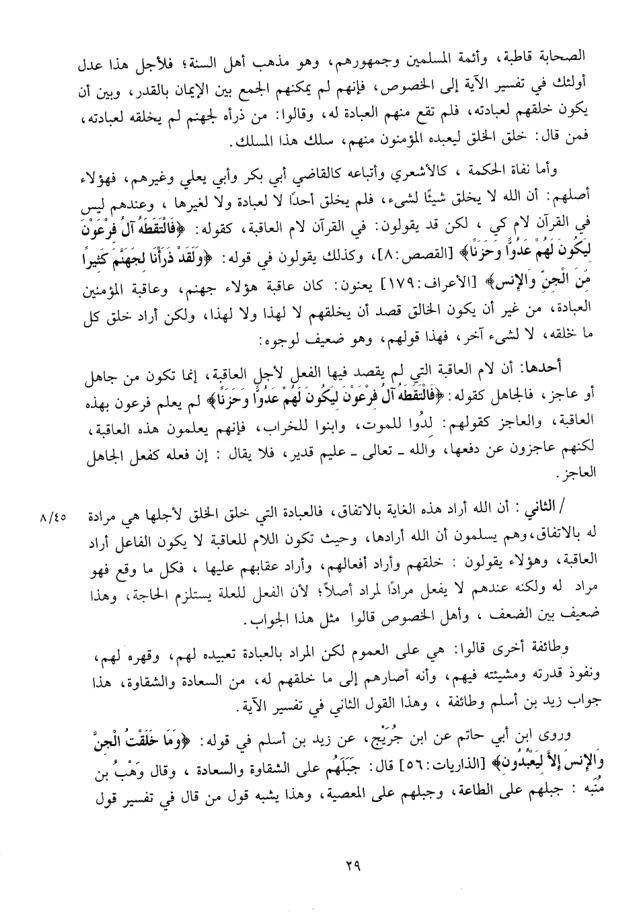 الصحابة قاطبة، وأئمة المسلمين وجمهورهم، وهو مذهب أهل السنة؛ فلأجل هذا عدل
أولئك في تفسير الآية إلى الخصوص، فإنهم لم يمكنهم الجمع بين الإيمان بالقدر، وبين أن
يكون خلقهم لعبادته، فلم تقع منهم العبادة له، وقالوا: من ذرأه لجهنم لم يخلقه لعبادته،
فمن قال: خلق الخلق ليعبده المؤمنون منهم، سلك هذا المسلك.
وأما نفاة الحكمة ، كالأشعري وأتباعه كالقاضي أبي بكر وأبي يعلي وغيرهم، فهؤلاء
أصلهم: أن الله لا يخلق شيئًا لشىء، فلم يخلق أحدًا لا لعبادة ولا لغيرها ، وعندهم ليس
في القرآن لام كي ، لكن قد يقولون: في القرآن لام العاقبة، كقوله: ﴿فَالْتَقَطَهُ آلُ فِرْعَوْنَ
لِيَكُونَ لَهُمْ عَدُوًّا وَحَزَنًا﴾ [القصص:٨]، وكذلك يقولون في قوله: ﴿وَلَقَدْ ذَرَأْنَا لِجَهَنَّمَ كَثِيرًا
مِّنَ الْجِنِّ وَالإِنسِ﴾ [الأعراف:١٧٩] يعنون: كان عاقبة هؤلاء جهنم، وعاقبة المؤمنين
العبادة، من غير أن يكون الخالق قصد أن يخلقهم لا لهذا ولا لهذا، ولكن أراد خلق كل
ما خلقه، لا لشىء آخر، فهذا قولهم، وهو ضعيف لوجوه:
أحدها: أن لام العاقبة التي لم يقصد فيها الفعل لأجل العاقبة، إنما تكون من جاهل
أو عاجز، فالجاهل كقوله: ﴿فَالْتَقَطَهُ آلُ فِرْعَوْنَ لِيَكُونَ لَهُمْ عَدُوًّا وَحَزَنًا﴾ لم يعلم فرعون بهذه
العاقبة، والعاجز كقولهم: لِدُوا للموت، وابنوا للخراب، فإنهم يعلمون هذه العاقبة،
لكنهم عاجزون عن دفعها، والله ـ تعالى ـ عليم قدير، فلا يقال : إن فعله كفعل الجاهل
العاجز.
/ الثاني : أن الله أراد هذه الغاية بالاتفاق، فالعبادة التي خلق الخلق لأجلها هي مرادة ٨/٤٥
له بالاتفاق،وهم يسلمون أن الله أرادها، وحيث تكون اللام للعاقبة لا يكون الفاعل أراد
العاقبة، وهؤلاء يقولون : خلقهم وأراد أفعالهم، وأراد عقابهم عليها ، فكل ما وقع فهو
مراد له ولكنه عندهم لا يفعل مرادًا لمراد أصلاً؛ لأن الفعل للعلة يستلزم الحاجة، وهذا
ضعيف بين الضعف ، وأهل الخصوص قالوا مثل هذا الجواب.
وطائفة أخرى قالوا: هي على العموم لكن المراد بالعبادة تعبيده لهم، وقهره لهم،
ونفوذ قدرته ومشيئته فيهم، وأنه أصارهم إلى ما خلقهم له، من السعادة والشقاوة، هذا
جواب زيد بن أسلم وطائفة ، وهذا القول الثاني في تفسير الآية.
وروى ابن أبي حاتم عن ابن جُرَيْج، عن زيد بن أسلم في قوله: ﴿وَمَا خَلَقْتُ الْجِنَّ
وَالإِنسَ إِلاَّ لِيَعْبُدُونِ﴾ [الذاريات:٥٦] قال: جَبَلَهُم على الشقاوة والسعادة ، وقال وَهْبُ بن
مُنَبه : جبلهم على الطاعة، وجبلهم على المعصية، وهذا يشبه قول من قال في تفسير قول
٢٩